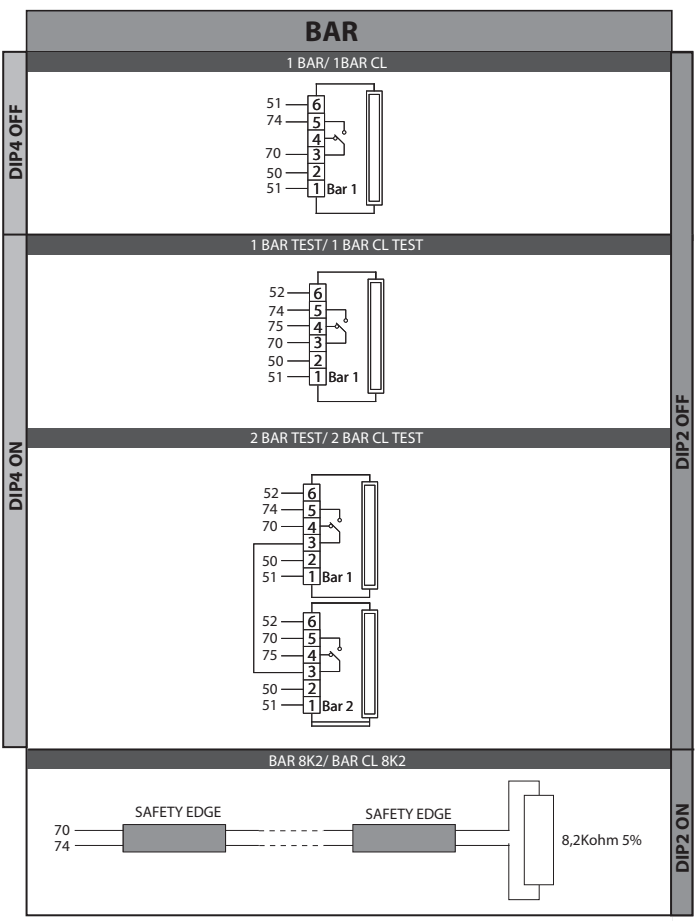 BAR
1 BAR/ 1BAR CL
DIP4 OFF
51 6
74 5
4
70 3
50 2
51 1 Bar 1
1 BAR TEST/ 1 BAR CL TEST
52 6
74 5
75 4
70 3
50 2
51 1 Bar 1
DIP4 ON
DIP2 OFF
2 BAR TEST/ 2 BAR CL TEST
52 6
74 5
70 4
3
50 2
51 1 Bar 1
52 6
70 5
75 4
3
50 2
51 1 Bar 2
BAR 8K2/ BAR CL 8K2
SAFETY EDGE SAFETY EDGE
70
74
8,2Kohm 5%
DIP2 ON